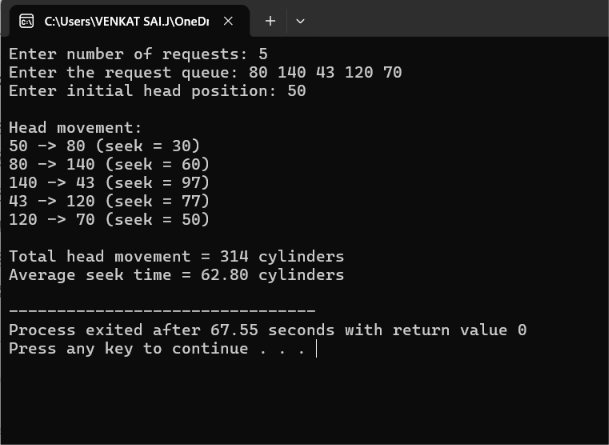 C:\Users\VENKAT SAI.J\OneDr
Enter number of requests: 5
Enter the request queue: 80 140 43 120 70
Enter initial head position: 50
Head movement:
50 -> 80 (seek = 30)
80 -> 140 (seek = 60)
140 -> 43 (seek = 97)
43 -> 120 (seek = 77)
120 -> 70 (seek = 50)
Total head movement = 314 cylinders
Average seek time = 62.80 cylinders
--------------------------------
Process exited after 67.55 seconds with return value 0
Press any key to continue . . .